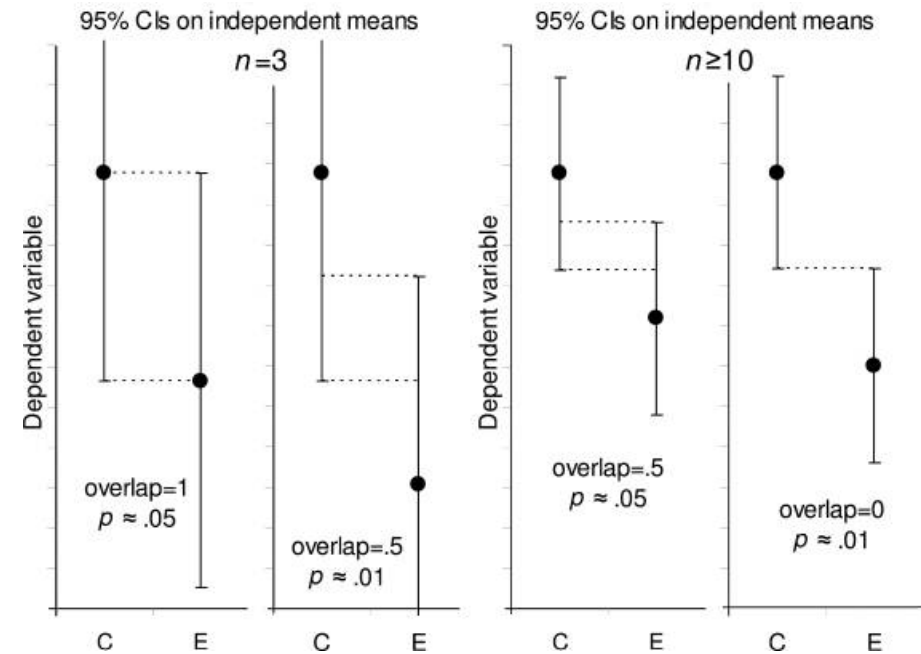 95% CIs on independent means
n=3
Dependent variable
overlap=1
p ≈ .05
C
E
overlap=.5
p ≈ .01
C
E
95% CIs on independent means
n≥10
Dependent variable
overlap=.5
p ≈ .05
C
E
overlap=0
p ≈ .01
C
E